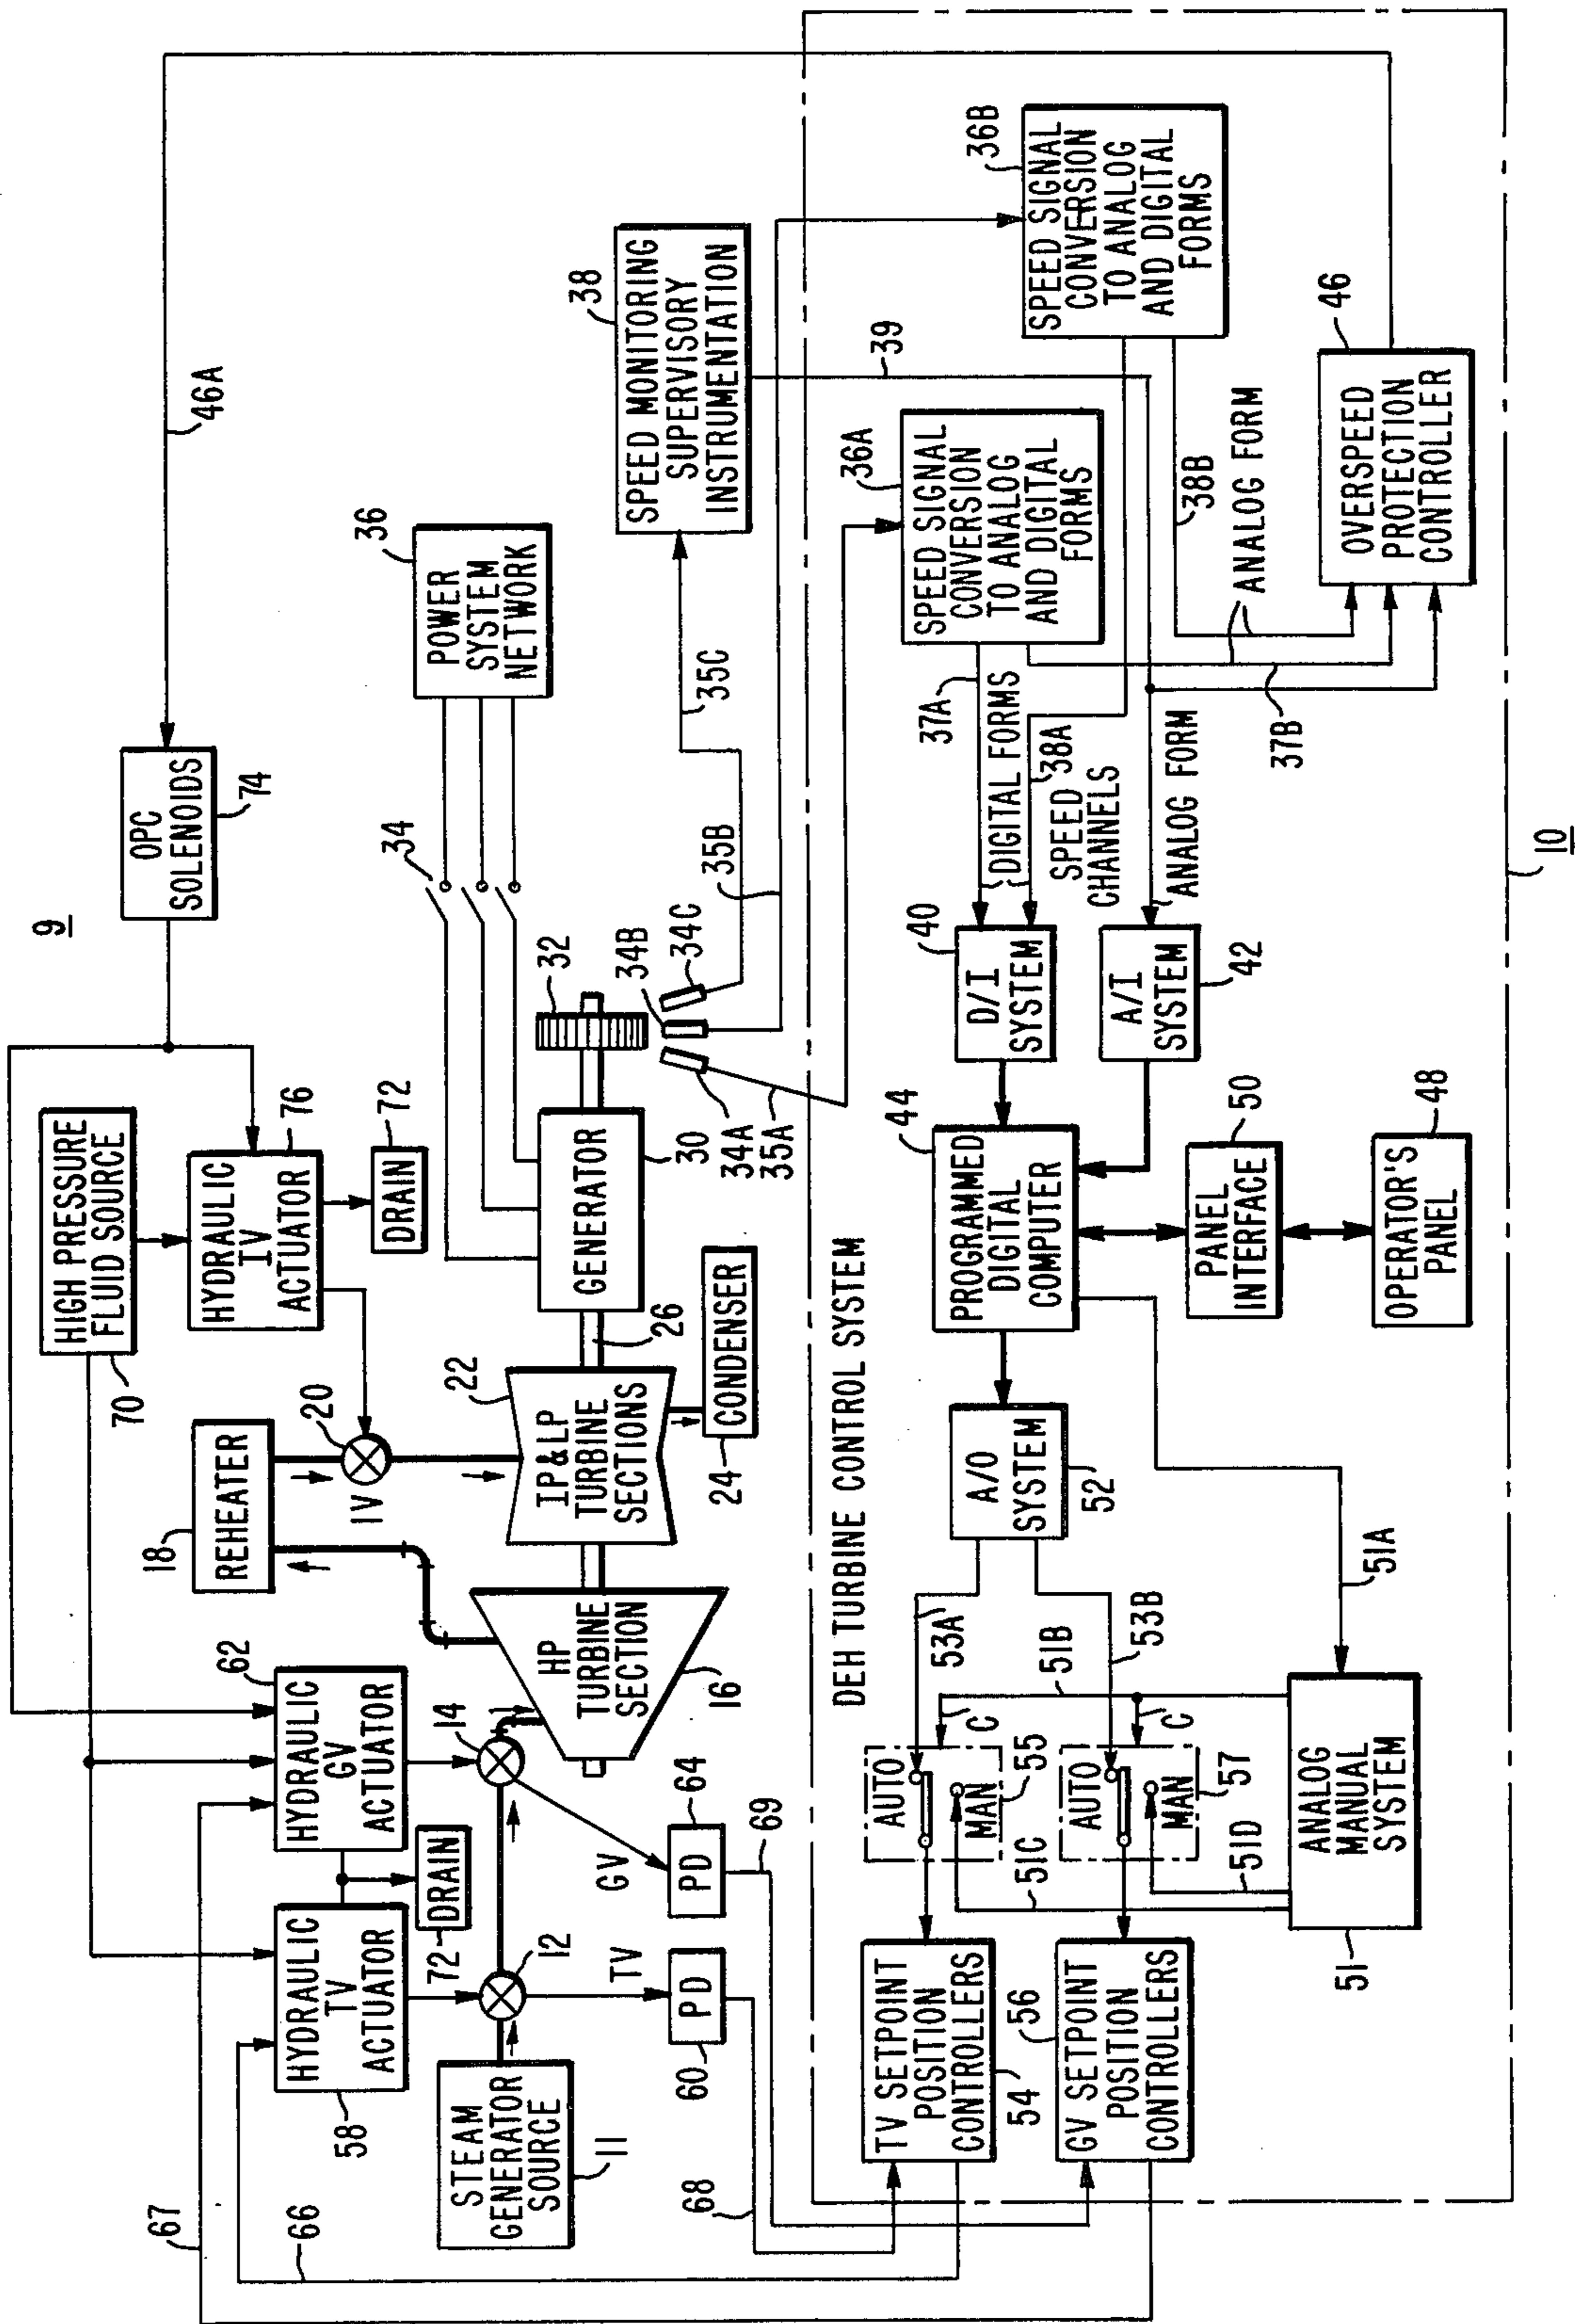 9
46A
OPC
SOLENOIDS
74
HIGH PRESSURE
FLUID SOURCE
70
HYDRAULIC
IV
ACTUATOR
76
DRAIN
72
67
66
HYDRAULIC
TV
ACTUATOR
58
HYDRAULIC
GV
ACTUATOR
62
DRAIN
72
REHEATER
18
20
IV
STEAM
GENERATOR
SOURCE
11
12
TV
14
GV
HP
TURBINE
SECTION
16
IP & LP
TURBINE
SECTIONS
22
26
CONDENSER
24
GENERATOR
30
32
34
POWER
SYSTEM
NETWORK
36
34A
34B
34C
35A
35B
35C
SPEED MONITORING
SUPERVISORY
INSTRUMENTATION
38
39
PD
60
PD
64
68
69
DEH TURBINE CONTROL SYSTEM
TV SETPOINT
POSITION
CONTROLLERS
54
GV SETPOINT
POSITION
CONTROLLERS
56
AUTO
MAN
55
C
AUTO
MAN
57
C
51B
51C
51D
53A
53B
A/O
SYSTEM
52
ANALOG
MANUAL
SYSTEM
51
51A
PROGRAMMED
DIGITAL
COMPUTER
44
PANEL
INTERFACE
50
OPERATOR'S
PANEL
48
D/I
SYSTEM
40
A/I
SYSTEM
42
DIGITAL FORMS
37A
38A
SPEED
CHANNELS
ANALOG FORM
SPEED SIGNAL
CONVERSION
TO ANALOG
AND DIGITAL
FORMS
36A
SPEED SIGNAL
CONVERSION
TO ANALOG
AND DIGITAL
FORMS
36B
38B
ANALOG FORM
37B
OVERSPEED
PROTECTION
CONTROLLER
46
10